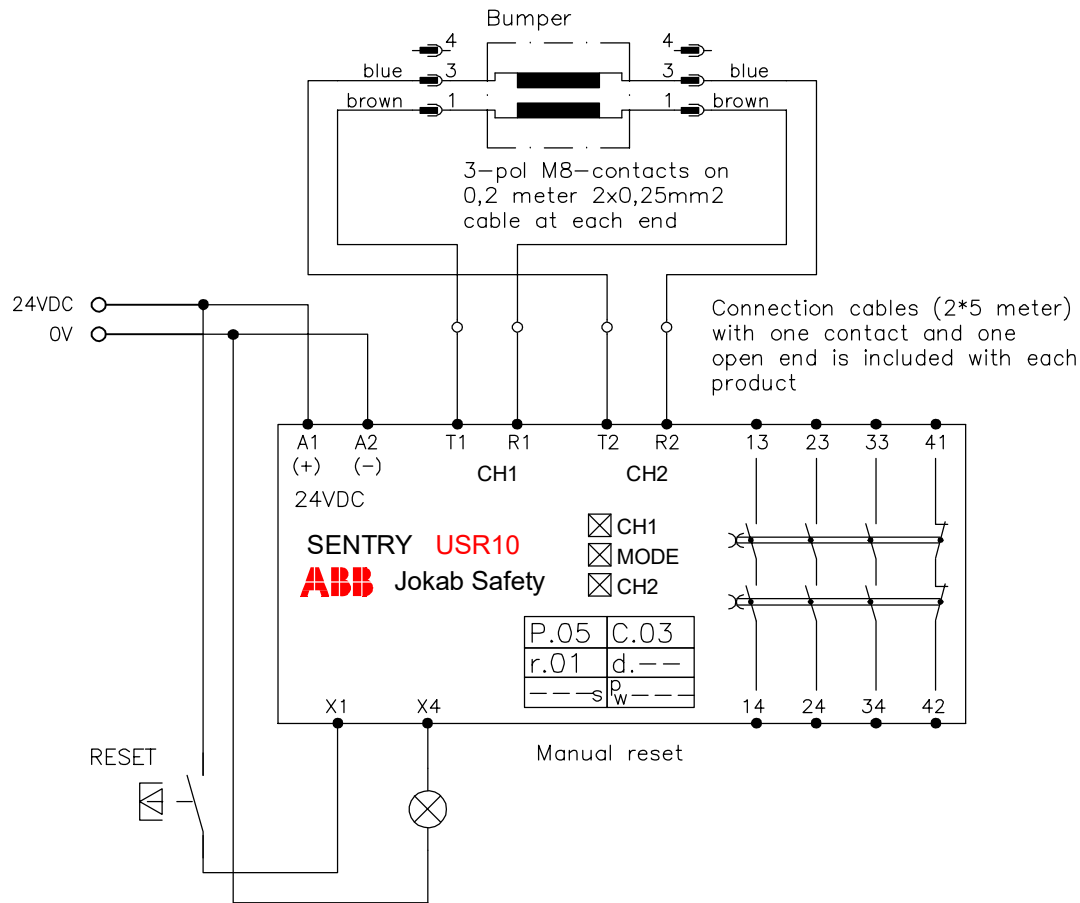 Bumper
4 4
blue 3 3 blue
brown 1 1 brown
3-pol M8-contacts on
0,2 meter 2x0,25mm2
cable at each end
24VDC
0V
Connection cables (2*5 meter)
with one contact and one
open end is included with each
product
A1 A2 T1 R1 T2 R2 13 23 33 41
(+) (-) CH1 CH2
24VDC
SENTRY USR10
ABB Jokab Safety
CH1
MODE
CH2
P.05 C.03
r.01 d.--
---s pw----
X1 X4 14 24 34 42
Manual reset
RESET